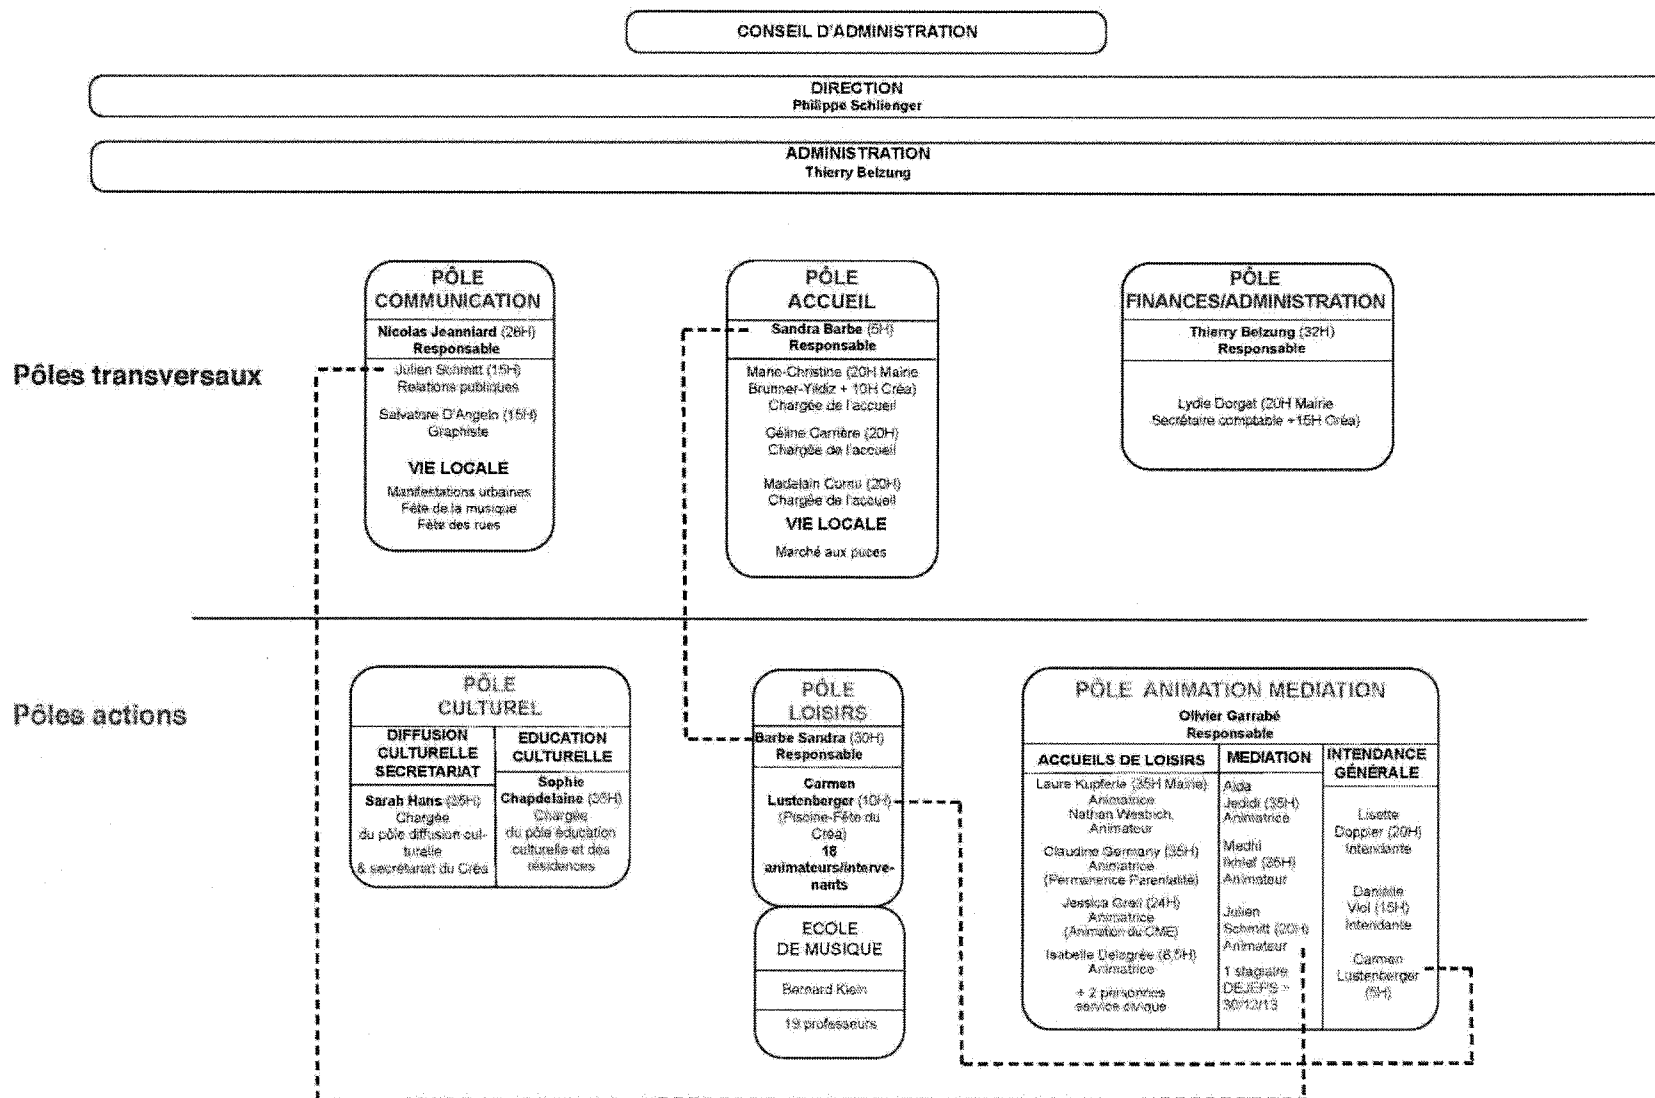 CONSEIL D'ADMINISTRATION
DIRECTION
Philippe Schlienger
ADMINISTRATION
Thierry Belzung
Pôles transversaux
PÔLE
COMMUNICATION
Nicolas Jeanniard (28H)
Responsable
Julien Schmitt (15H)
Relations publiques
Salvatore D'Angelo (15H)
Graphiste
VIE LOCALE
Manifestations urbaines
Fête de la musique
Fête des rues
PÔLE
ACCUEIL
Sandra Barbe (5H)
Responsable
Marie-Christine (20H Mairie
Brunner-Yildiz + 10H Créa)
Chargée de l'accueil
Céline Carrière (20H)
Chargée de l'accueil
Madelain (20H)
Chargée de l'accueil
VIE LOCALE
Marché aux puces
PÔLE
FINANCES/ADMINISTRATION
Thierry Belzung (32H)
Responsable
Lydie Dorgat (20H Mairie
Secrétaire comptable +15H Créa)
Pôles actions
PÔLE
CULTUREL
DIFFUSION
CULTURELLE
SECRETARIAT
Sarah Hans (35H)
Chargée
du pôle diffusion cul-
turelle
& secrétariat du Créa
EDUCATION
CULTURELLE
Sophie
Chapdelaine (35H)
Chargée
du pôle éducation
culturelle et des
résidences
PÔLE
LOISIRS
Barbe Sandra (30H)
Responsable
Carmen
Lustenberger (10H)
(Piscine-Fête du
Créa)
18
animateurs/interve-
nants
ECOLE
DE MUSIQUE
Bernard Klein
19 professeurs
PÔLE ANIMATION MEDIATION
Olivier Garrabé
Responsable
ACCUEILS DE LOISIRS
Laure Kupferle (35H Mairie)
Animatrice
Nathan
Animateur
Claudine Germany (35H)
Animatrice
(Permanence Parentalité)
Jessica Greil (24H)
Animatrice
(Animation du CME)
Isabelle Delagrée (8,5H)
Animatrice
+ 2 personnes
service civique
MEDIATION
Aida
Jedidi (35H)
Animatrice
Medhi
Ikhlef (35H)
Animateur
Julien
Schmitt (20H)
Animateur
1 stagiaire
DEJEPS >
30/12/13
INTENDANCE
GÉNÉRALE
Lisette
Doppler (20H)
Intendante
Danielle
Viol (15H)
Intendante
Carmen
Lustenberger
(5H)